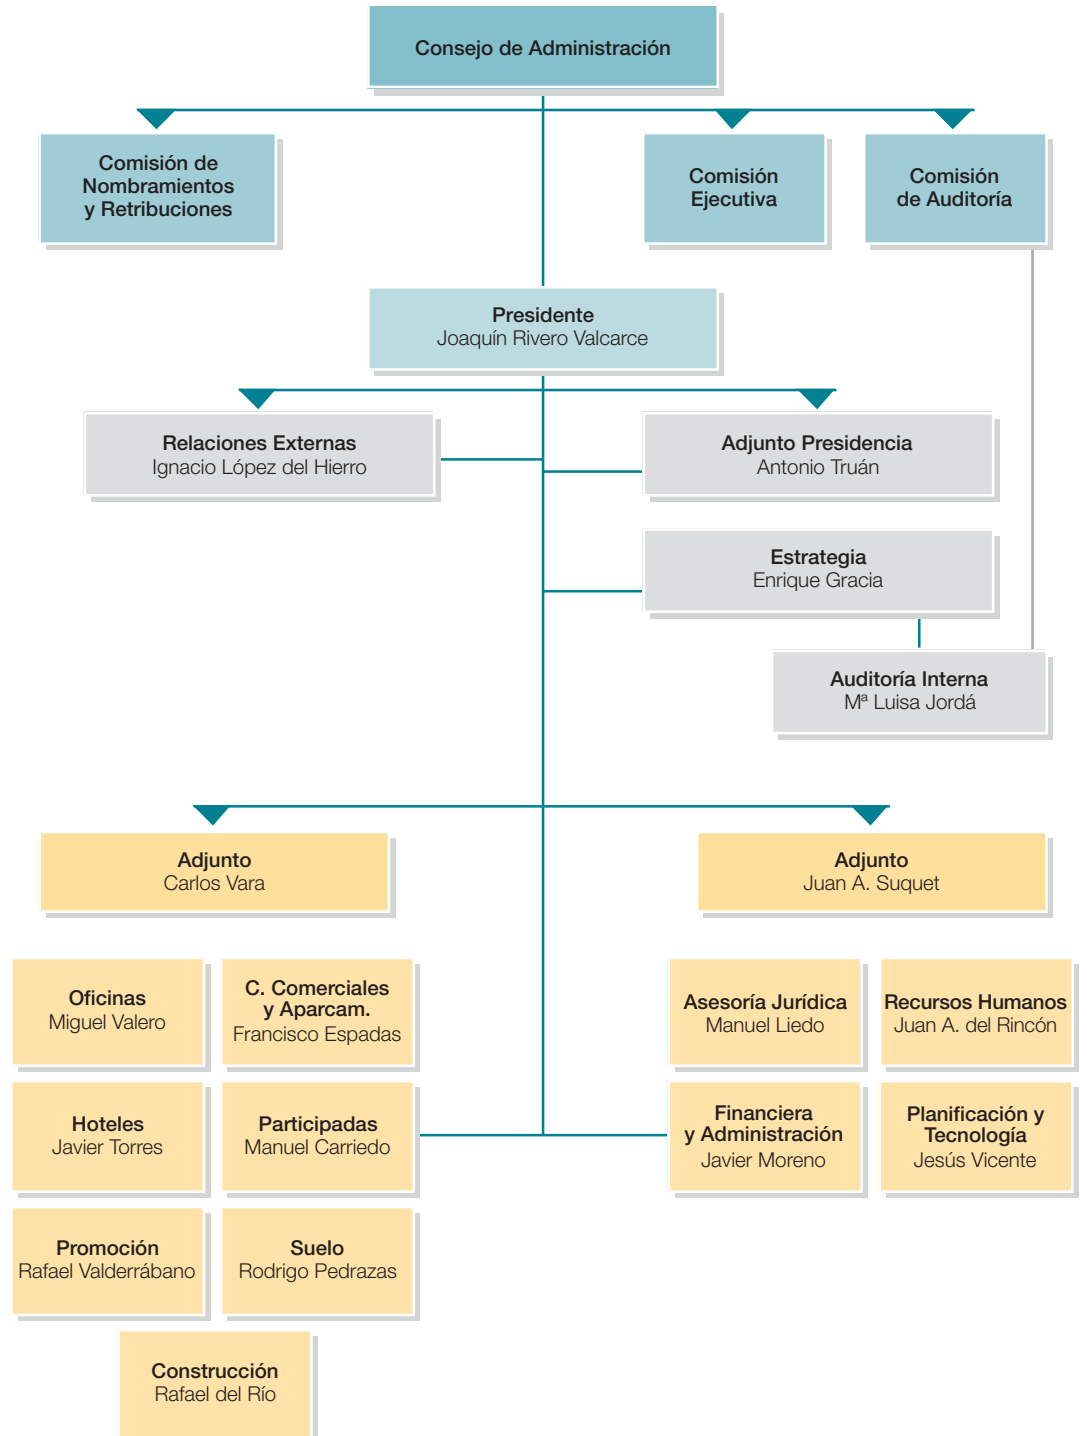 Consejo de Administración
Comisión de
Nombramientos
y Retribuciones
Comisión
Ejecutiva
Comisión
de Auditoría
Presidente
Joaquín Rivero Valcarce
Relaciones Externas
Ignacio López del Hierro
Adjunto Presidencia
Antonio Truán
Estrategia
Enrique Gracia
Auditoría Interna
Mª Luisa Jordá
Adjunto
Carlos Vara
Adjunto
Juan A. Suquet
Oficinas
Miguel Valero
C. Comerciales
y Aparcam.
Francisco Espadas
Asesoría Jurídica
Manuel Liedo
Recursos Humanos
Juan A. del Rincón
Hoteles
Javier Torres
Participadas
Manuel Carriedo
Financiera
y Administración
Javier Moreno
Planificación y
Tecnología
Jesús Vicente
Promoción
Rafael Valderrábano
Suelo
Rodrigo Pedrazas
Construcción
Rafael del Río